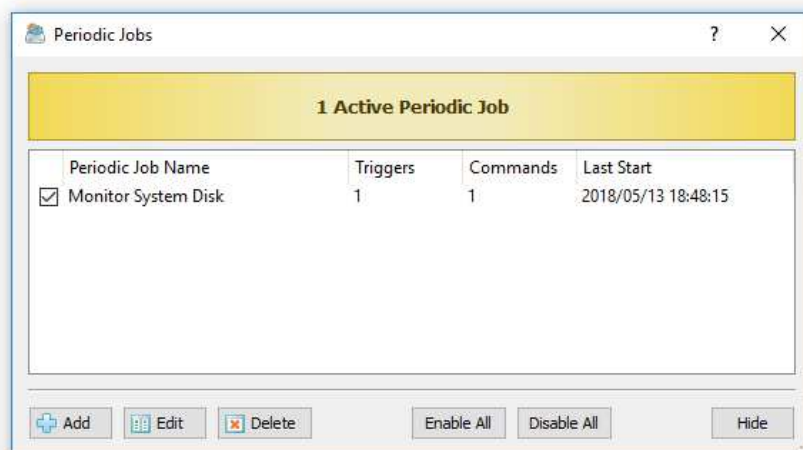 Periodic Jobs ?
1 Active Periodic Job
Periodic Job Name Triggers Commands Last Start
Monitor System Disk 1 1 2018/05/13 18:48:15
Add Edit Delete Enable All Disable All Hide